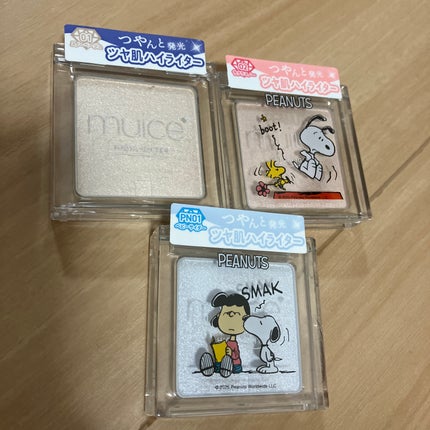 01
つやんと発光
ツヤ肌ハイライター
muice
HIGHLIGHTER
02
つやんと発光
ツヤ肌ハイライター
PEANUTS
boot!
PN01
つやんと発光
ツヤ肌ハイライター
PEANUTS
SMAK
© 2025 Peanuts Worldwide LLC